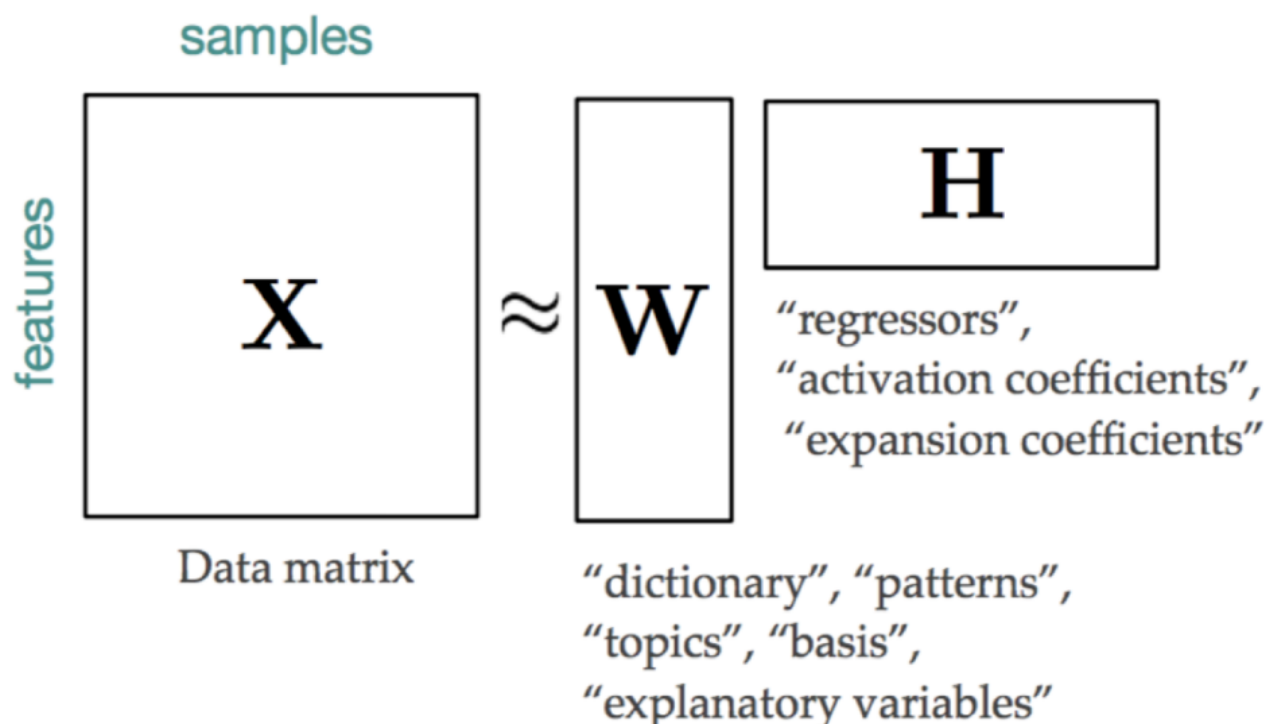 samples
features
X
≈
W
H
“regressors”,
“activation coefficients”,
“expansion coefficients”
Data matrix
“dictionary”, “patterns”,
“topics”, “basis”,
“explanatory variables”